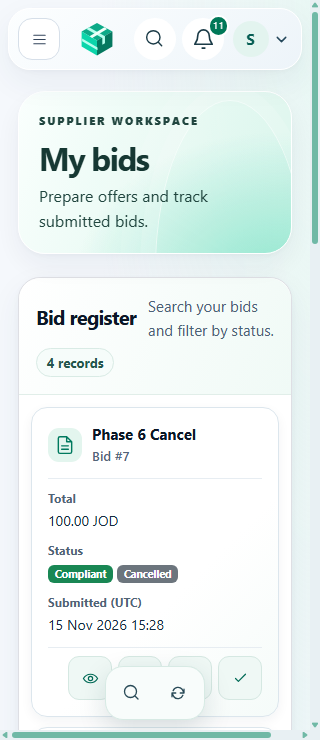 11
S
SUPPLIER WORKSPACE
My bids
Prepare offers and track
submitted bids.
Bid register
Search your bids
and filter by status.
4 records
Phase 6 Cancel
Bid #7
Total
100.00 JOD
Status
Compliant Cancelled
Submitted (UTC)
15 Nov 2026 15:28